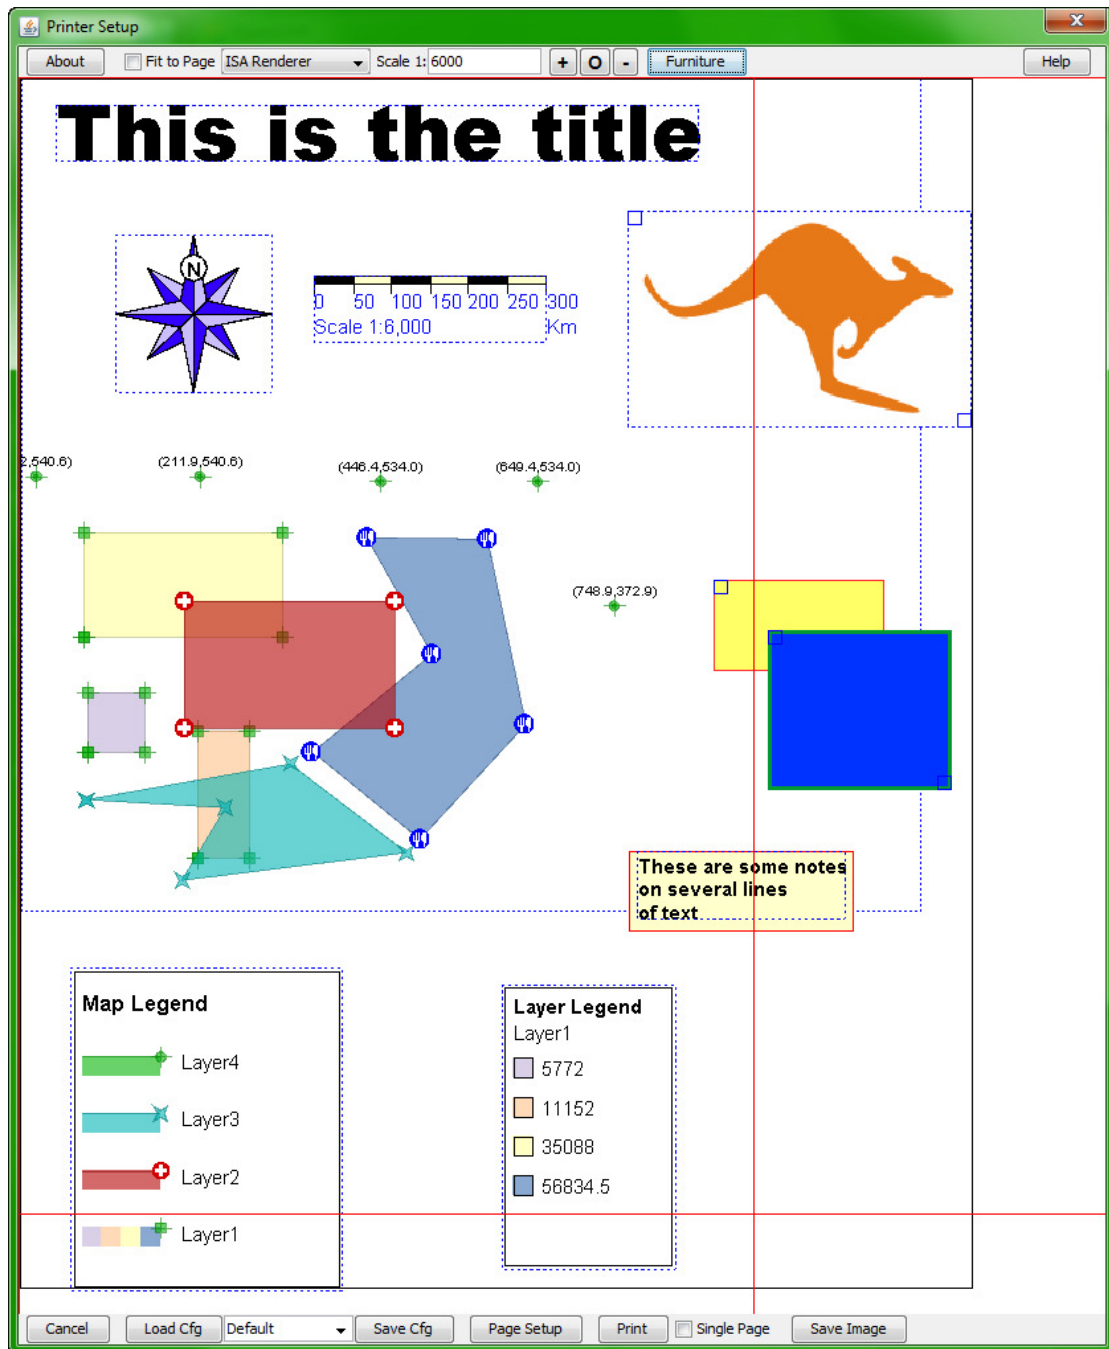 Printer Setup
About Fit to Page ISA Renderer Scale 1: 6000 + O - Furniture Help
This is the title
N
0 50 100 150 200 250 300
Scale 1:6,000 Km
2,540.6) (211.9,540.6) (446.4,534.0) (649.4,534.0)
(748.9,372.9)
These are some notes
on several lines
of text
Map Legend
Layer4
Layer3
Layer2
Layer1
Layer Legend
Layer1
5772
11152
35088
56834.5
Cancel Load Cfg Default Save Cfg Page Setup Print Single Page Save Image